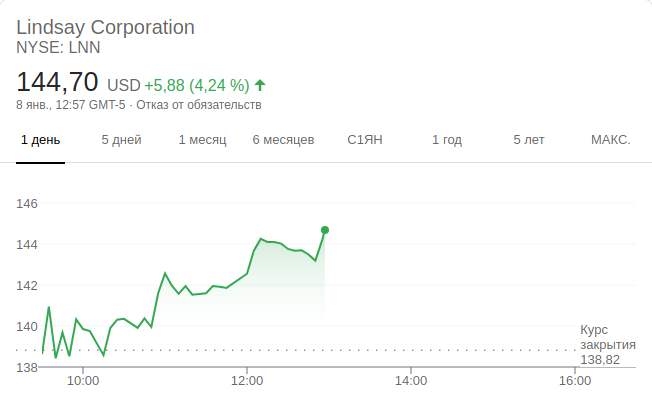 Lindsay Corporation
NYSE: LNN
144,70 USD +5,88 (4,24 %)
8 янв., 12:57 GMT-5 · Отказ от обязательств
1 день 5 дней 1 месяц 6 месяцев С1ЯН 1 год 5 лет МАКС.
146
144
142
140
138
Курс
закрытия
138,82
10:00 12:00 14:00 16:00